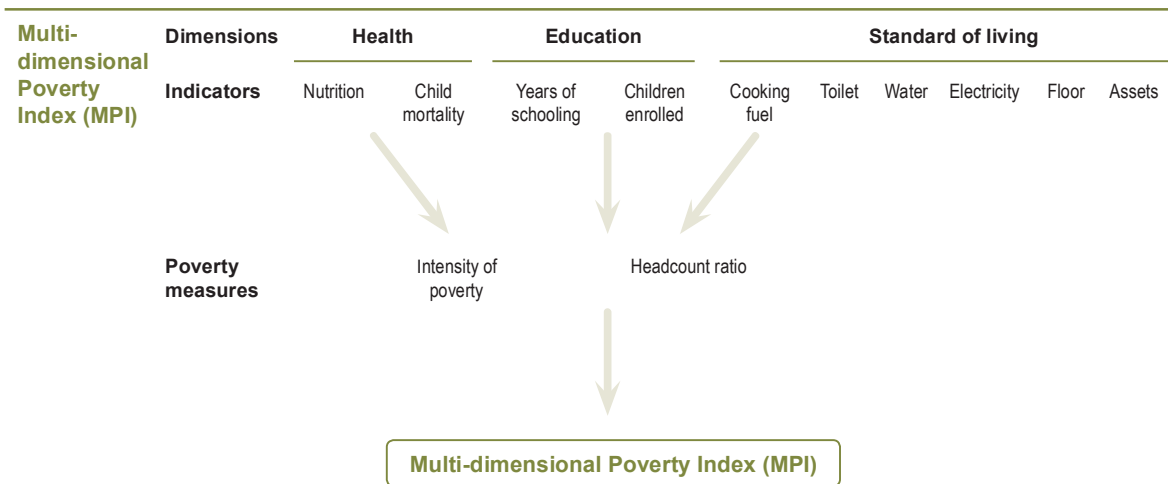 Multi-
dimensional
Poverty
Index (MPI)
Dimensions Health Education Standard of living
Indicators Nutrition Child mortality Years of schooling Children enrolled Cooking fuel Toilet Water Electricity Floor Assets
Poverty measures Intensity of poverty Headcount ratio
Multi-dimensional Poverty Index (MPI)